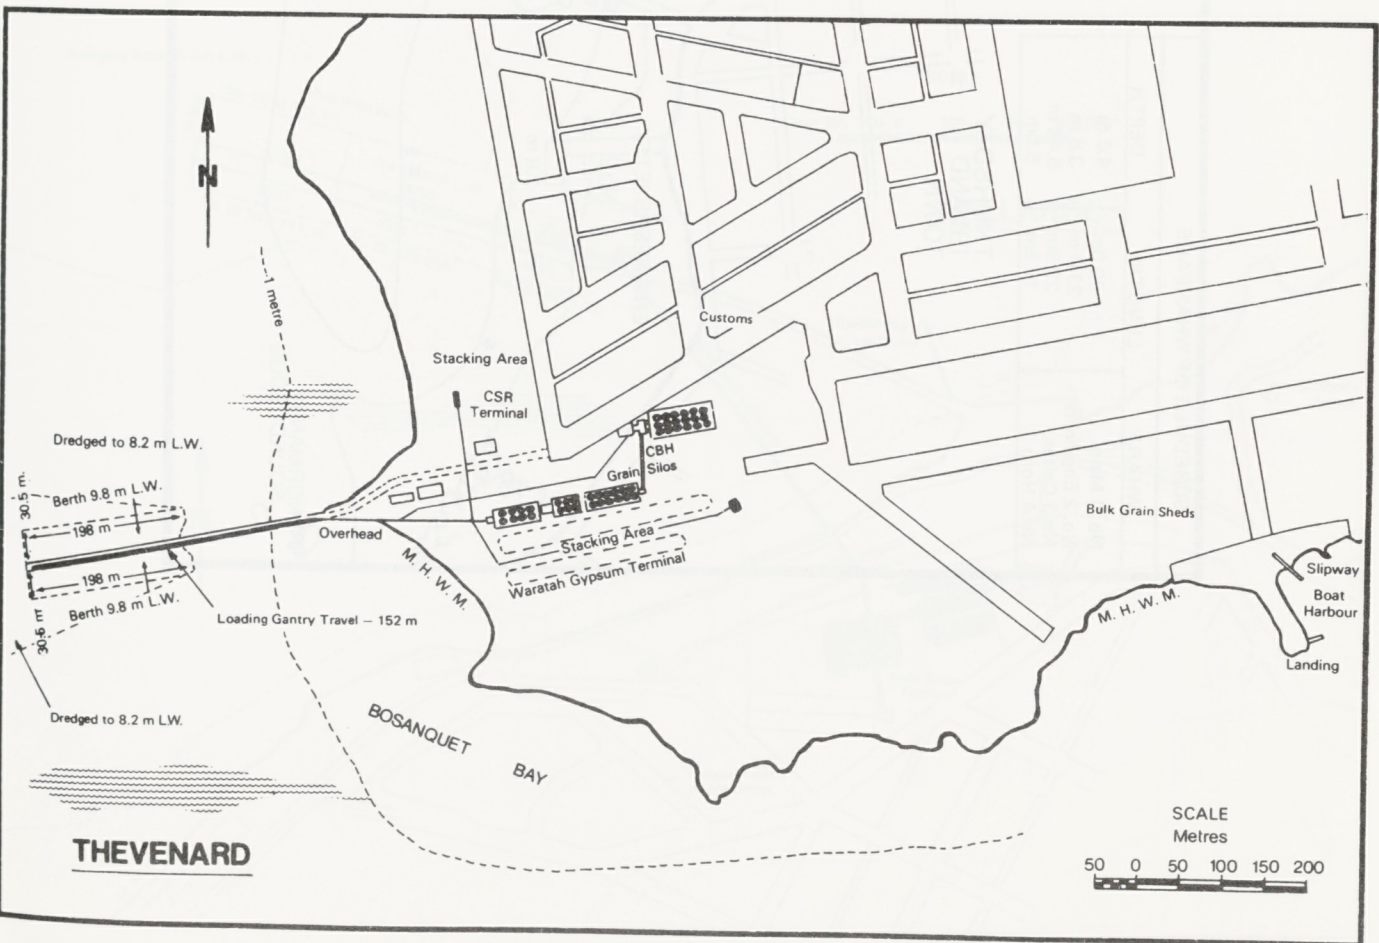 N
1 metre
Customs
Stacking Area
CSR
Terminal
Dredged to 8.2 m L.W.
CBH
Grain Silos
30.5 m.
Berth 9.8 m L.W.
198 m
Bulk Grain Sheds
Overhead
Stacking Area
M. H. W. M.
Waratah Gypsum Terminal
Slipway
198 m
Boat
Harbour
M. H. W. M.
Berth 9.8 m L.W.
30.5 m
Loading Gantry Travel – 152 m
Landing
Dredged to 8.2 m L.W.
BOSANQUET
BAY
SCALE
Metres
THEVENARD
50 0 50 100 150 200